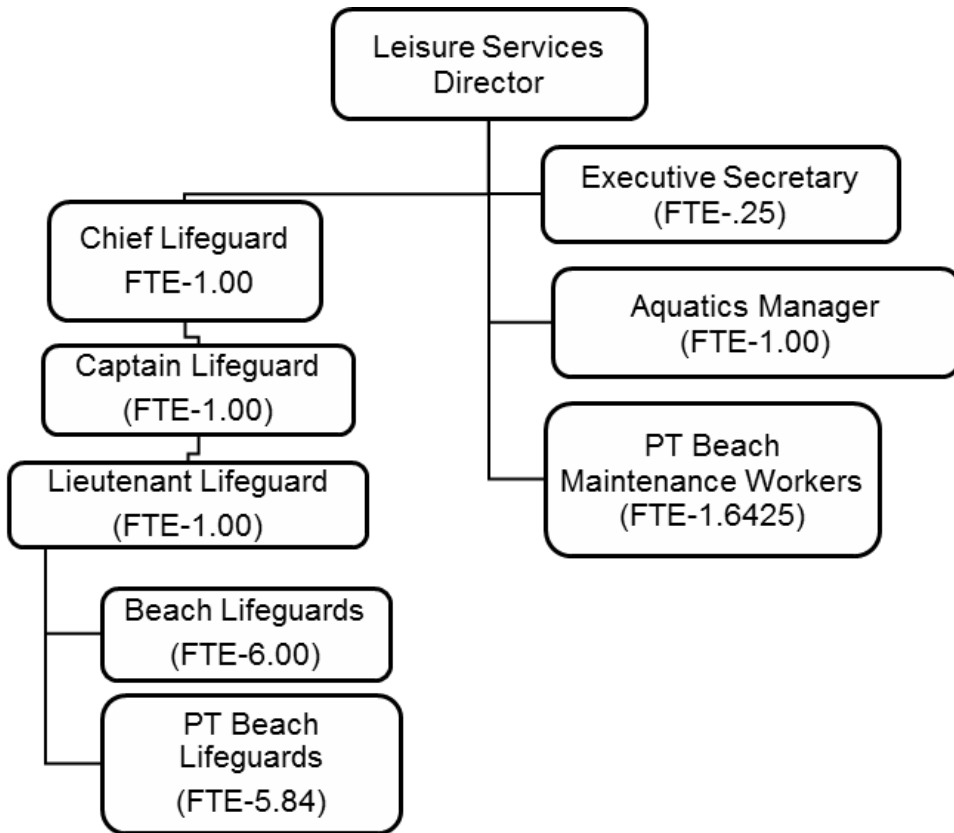 Leisure Services
Director
Executive Secretary
(FTE-.25)
Chief Lifeguard
FTE-1.00
Aquatics Manager
(FTE-1.00)
Captain Lifeguard
(FTE-1.00)
PT Beach
Maintenance Workers
(FTE-1.6425)
Lieutenant Lifeguard
(FTE-1.00)
Beach Lifeguards
(FTE-6.00)
PT Beach
Lifeguards
(FTE-5.84)